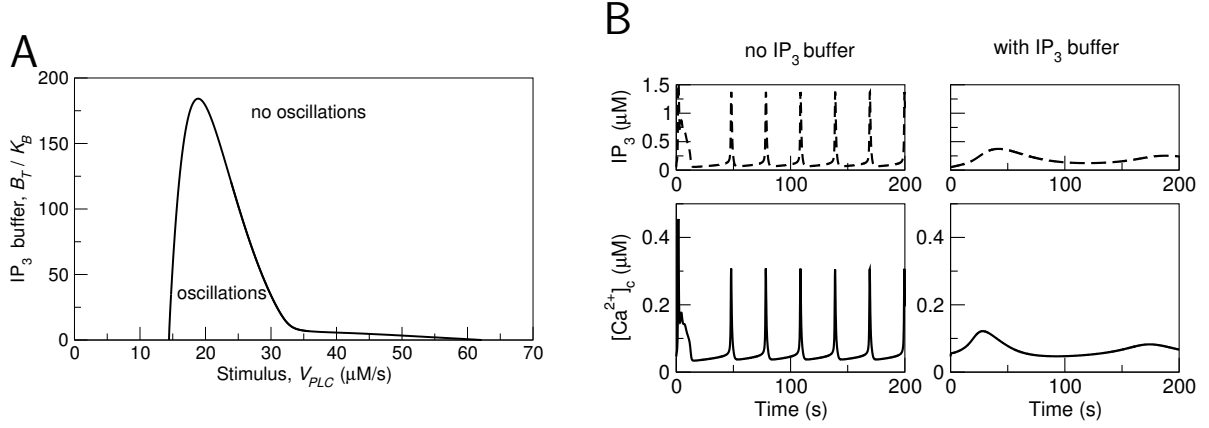 A
200
150
100
50
0
IP3 buffer, BT / KB
no oscillations
oscillations
0 10 20 30 40 50 60 70
Stimulus, VPLC (μM/s)
B
no IP3 buffer
with IP3 buffer
1.5
1
0.5
0
IP3 (μM)
0 100 200
0 100 200
0.4
0.2
0
[Ca2+]c (μM)
0 100 200
Time (s)
0.4
0.2
0
0 100 200
Time (s)